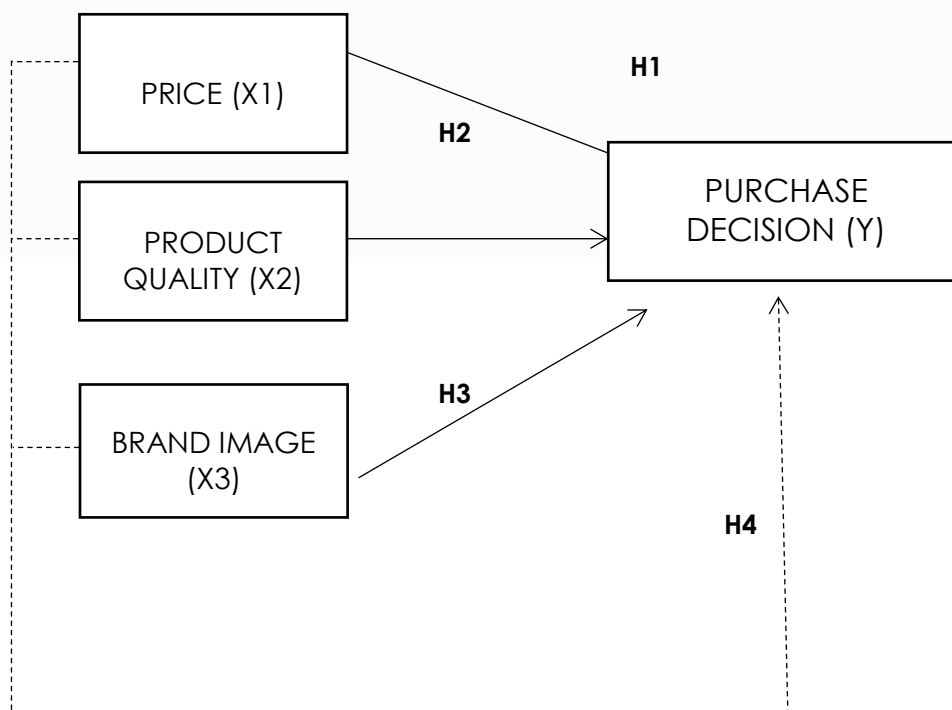 PRICE (X1)
H1
H2
PURCHASE
DECISION (Y)
PRODUCT
QUALITY (X2)
H3
BRAND IMAGE
(X3)
H4